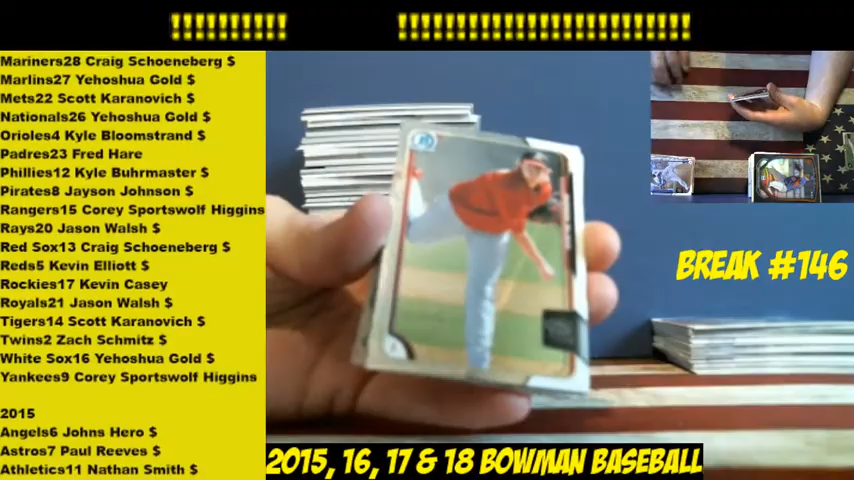 !!!!!!!!!!!!!! !!!!!!!!!!!!!!!!!!!!!!!!!!!!!!!!!!!!
Mariners28 Craig Schoeneberg $
Marlins27 Yehoshua Gold $
Mets22 Scott Karanovich $
Nationals26 Yehoshua Gold $
Orioles4 Kyle Bloomstrand $
Padres23 Fred Hare
Phillies12 Kyle Buhrmaster $
Pirates8 Jayson Johnson $
Rangers15 Corey Sportswolf Higgins
Rays20 Jason Walsh $
Red Sox13 Craig Schoeneberg $
Reds5 Kevin Elliott $
Rockies17 Kevin Casey
Royals21 Jason Walsh $
Tigers14 Scott Karanovich $
Twins2 Zach Schmitz $
White Sox16 Yehoshua Gold $
Yankees9 Corey Sportswolf Higgins
2015
Angels6 Johns Hero $
Astros7 Paul Reeves $
Athletics11 Nathan Smith $
BREAK #146
2015, 16, 17 & 18 BOWMAN BASEBALL